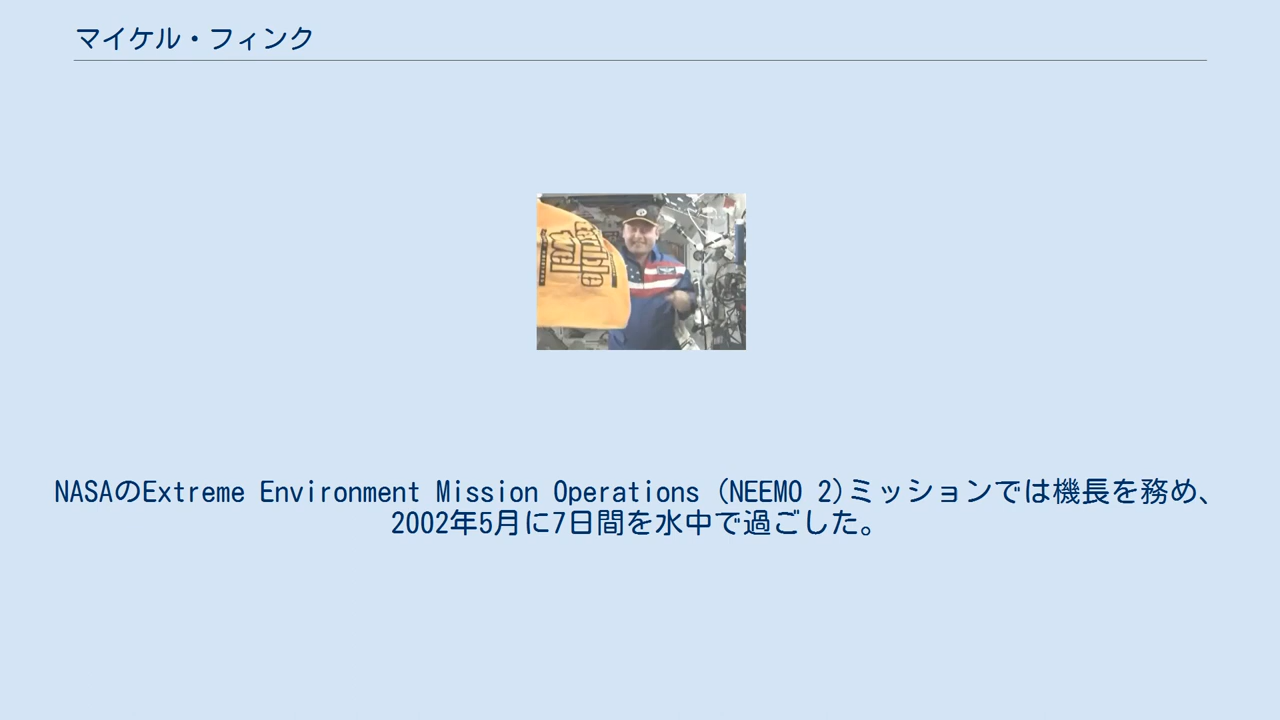 マイケル・フィンク
terrible
well
NASAのExtreme Environment Mission Operations (NEEMO 2)ミッションでは機長を務め、
2002年5月に7日間を水中で過ごした。